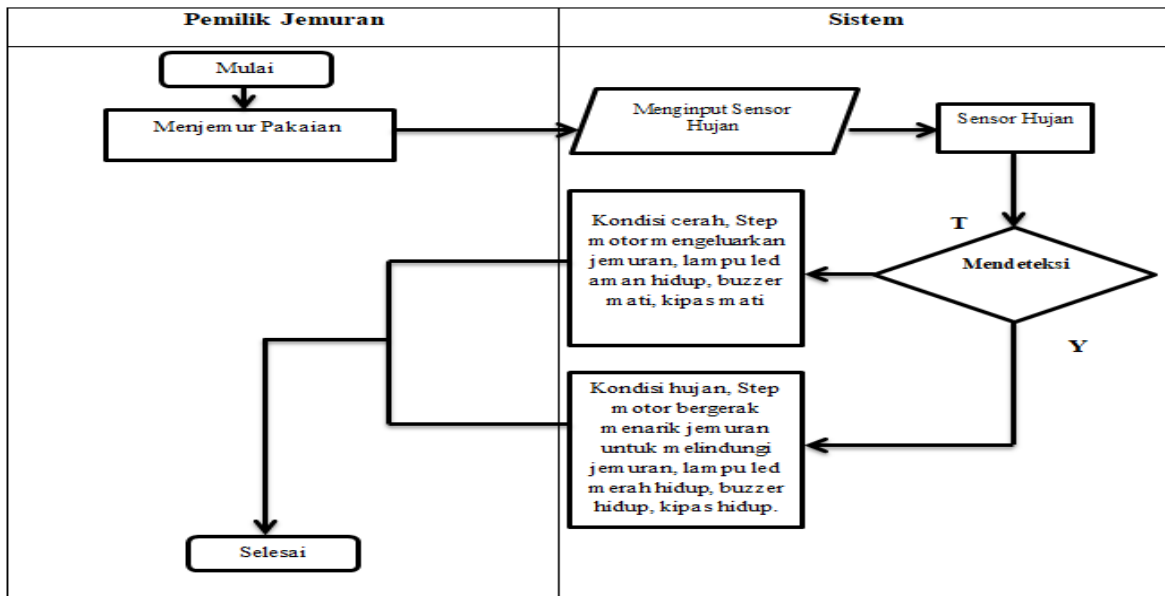 Pemilik Jemuran
Sistem
Mulai
Menjemur Pakaian
Menginput Sensor
Hujan
Sensor Hujan
T
Mendeteksi
Y
Kondisi cerah, Step
motor mengeluarkan
jemuran, lampu led
aman hidup, buzzer
mati, kipas mati
Kondisi hujan, Step
motor bergerak
menarik jemuran
untuk melindungi
jemuran, lampu led
merah hidup, buzzer
hidup, kipas hidup.
Selesai